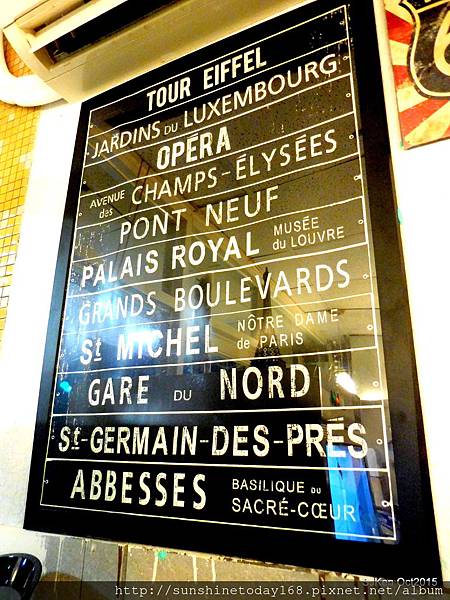 TOUR EIFFEL
JARDINS DU LUXEMBOURG
OPÉRA
AVENUE des CHAMPS-ÉLYSÉES
PONT NEUF
PALAIS ROYAL MUSÉE du LOUVRE
GRANDS BOULEVARDS
St MICHEL NÔTRE DAME de PARIS
GARE DU NORD
St-GERMAIN-DES-PRÉS
ABBESSES BASILIQUE DU SACRÉ-CŒUR
Oct2015
http://sunshinetoday168.pixnet.net/album